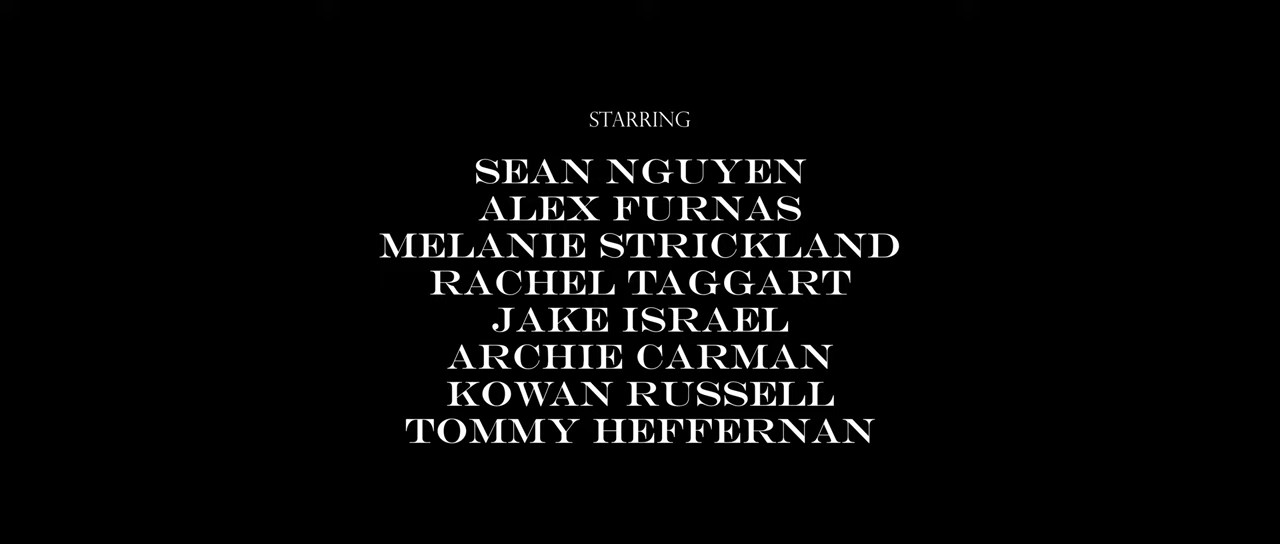 STARRING
SEAN NGUYEN
ALEX FURNAS
MELANIE STRICKLAND
RACHEL TAGGART
JAKE ISRAEL
ARCHIE CARMAN
KOWAN RUSSELL
TOMMY HEFFERNAN